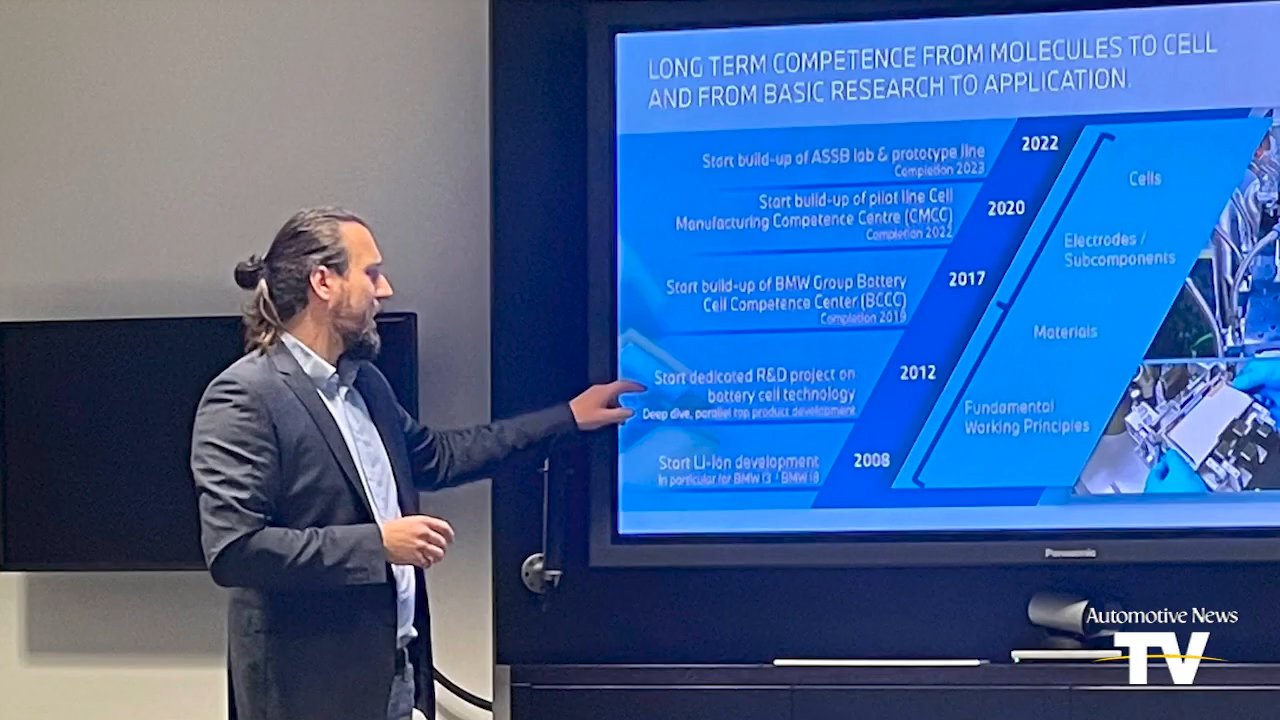 LONG TERM COMPETENCE FROM MOLECULES TO CELL
AND FROM BASIC RESEARCH TO APPLICATION.
Start build-up of ASSB lab & prototype line
Completion 2023
2022
Start build-up of pilot line Cell
Manufacturing Competence Centre (CMCC)
Completion 2022
2020
Start build-up of BMW Group Battery
Cell Competence Center (BCCC)
Completion 2019
2017
Start dedicated R&D project on
battery cell technology
Deep dive, parallel top product development
2012
Start Li-Ion development
In particular for BMW i3 + BMW i8
2008
Cells
Electrodes /
Subcomponents
Materials
Fundamental
Working Principles
Panasonic
Automotive News
TV